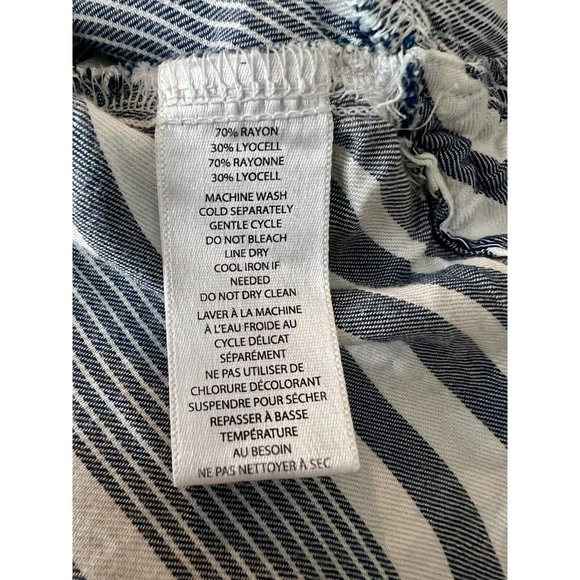 70% RAYON
30% LYOCELL
70% RAYONNE
30% LYOCELL
MACHINE WASH
COLD SEPARATELY
GENTLE CYCLE
DO NOT BLEACH
LINE DRY
COOL IRON IF
NEEDED
DO NOT DRY CLEAN
LAVER À LA MACHINE
À L'EAU FROIDE AU
CYCLE DÉLICAT
SÉPARÉMENT
NE PAS UTILISER DE
CHLORURE DÉCOLORANT
SUSPENDRE POUR SÉCHER
REPASSER À BASSE
TEMPÉRATURE
AU BESOIN
NE PAS NETTOYER À SEC